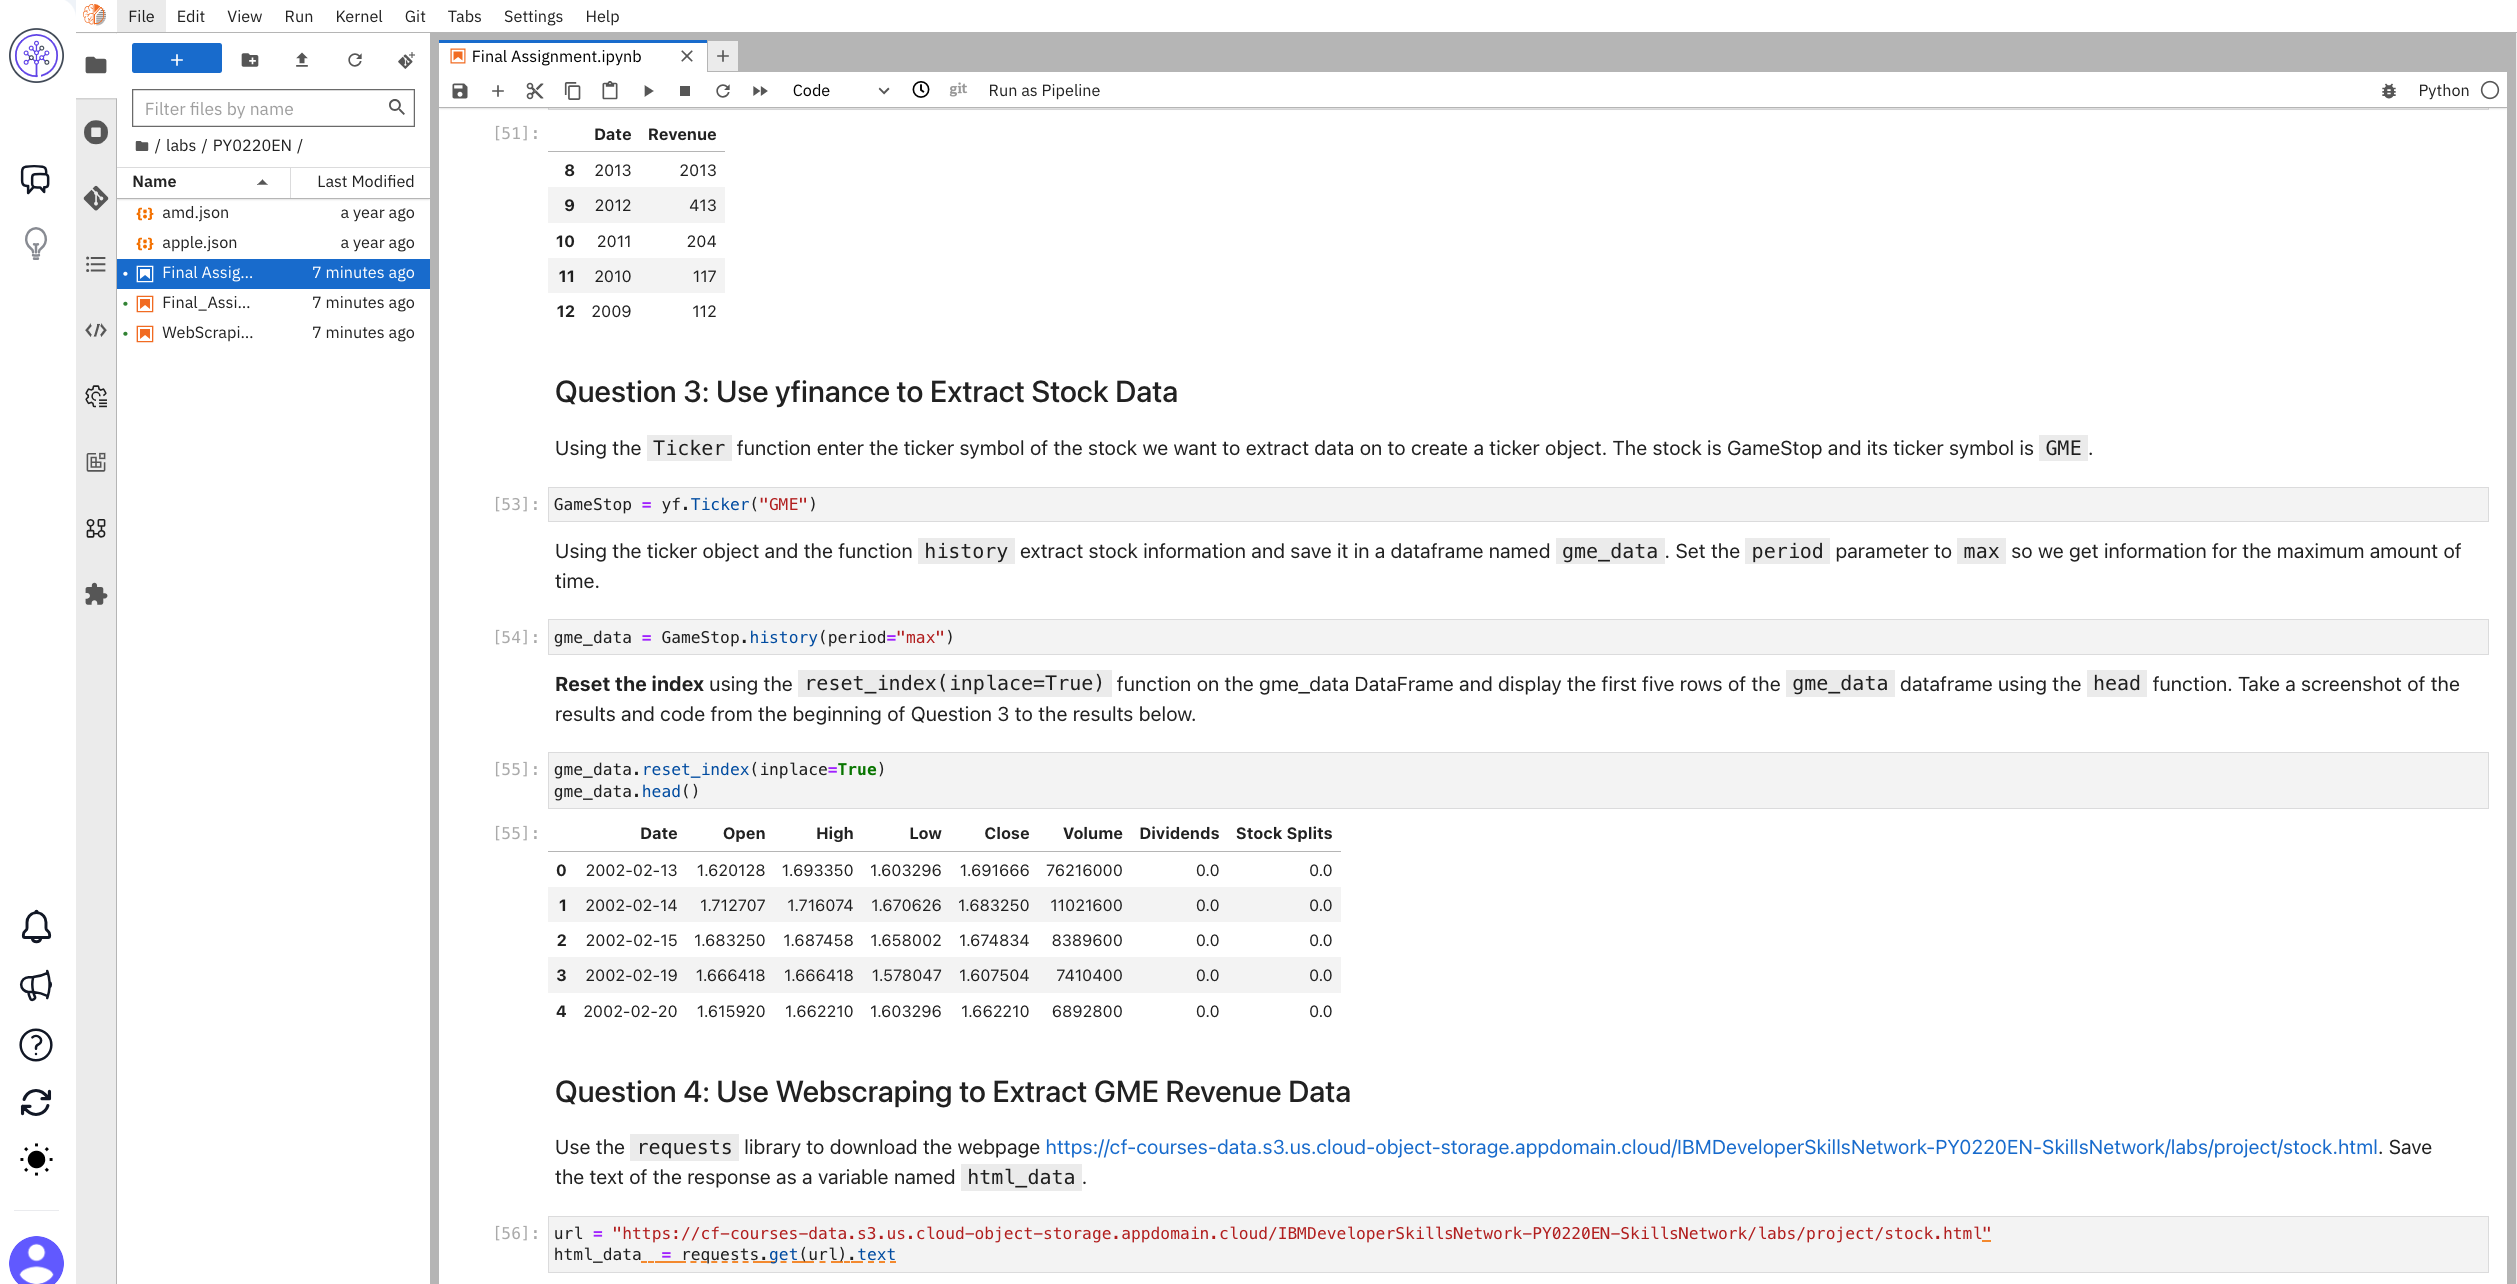 File Edit View Run Kernel Git Tabs Settings Help
Filter files by name
/ labs / PY0220EN /
Name Last Modified
amd.json a year ago
apple.json a year ago
Final Assig... 7 minutes ago
Final_Assi... 7 minutes ago
WebScrapi... 7 minutes ago
Final Assignment.ipynb
Code git Run as Pipeline Python
[51]: Date Revenue
8 2013 2013
9 2012 413
10 2011 204
11 2010 117
12 2009 112
Question 3: Use yfinance to Extract Stock Data
Using the Ticker function enter the ticker symbol of the stock we want to extract data on to create a ticker object. The stock is GameStop and its ticker symbol is GME.
[53]: GameStop = yf.Ticker("GME")
Using the ticker object and the function history extract stock information and save it in a dataframe named gme_data. Set the period parameter to max so we get information for the maximum amount of
time.
[54]: gme_data = GameStop.history(period="max")
Reset the index using the reset_index(inplace=True) function on the gme_data DataFrame and display the first five rows of the gme_data dataframe using the head function. Take a screenshot of the
results and code from the beginning of Question 3 to the results below.
[55]: gme_data.reset_index(inplace=True)
gme_data.head()
[55]: Date Open High Low Close Volume Dividends Stock Splits
0 2002-02-13 1.620128 1.693350 1.603296 1.691666 76216000 0.0 0.0
1 2002-02-14 1.712707 1.716074 1.670626 1.683250 11021600 0.0 0.0
2 2002-02-15 1.683250 1.687458 1.658002 1.674834 8389600 0.0 0.0
3 2002-02-19 1.666418 1.666418 1.578047 1.607504 7410400 0.0 0.0
4 2002-02-20 1.615920 1.662210 1.603296 1.662210 6892800 0.0 0.0
Question 4: Use Webscraping to Extract GME Revenue Data
Use the requests library to download the webpage https://cf-courses-data.s3.us.cloud-object-storage.appdomain.cloud/IBMDeveloperSkillsNetwork-PY0220EN-SkillsNetwork/labs/project/stock.html. Save
the text of the response as a variable named html_data.
[56]: url = "https://cf-courses-data.s3.us.cloud-object-storage.appdomain.cloud/IBMDeveloperSkillsNetwork-PY0220EN-SkillsNetwork/labs/project/stock.html"
html_data  = requests.get(url).text